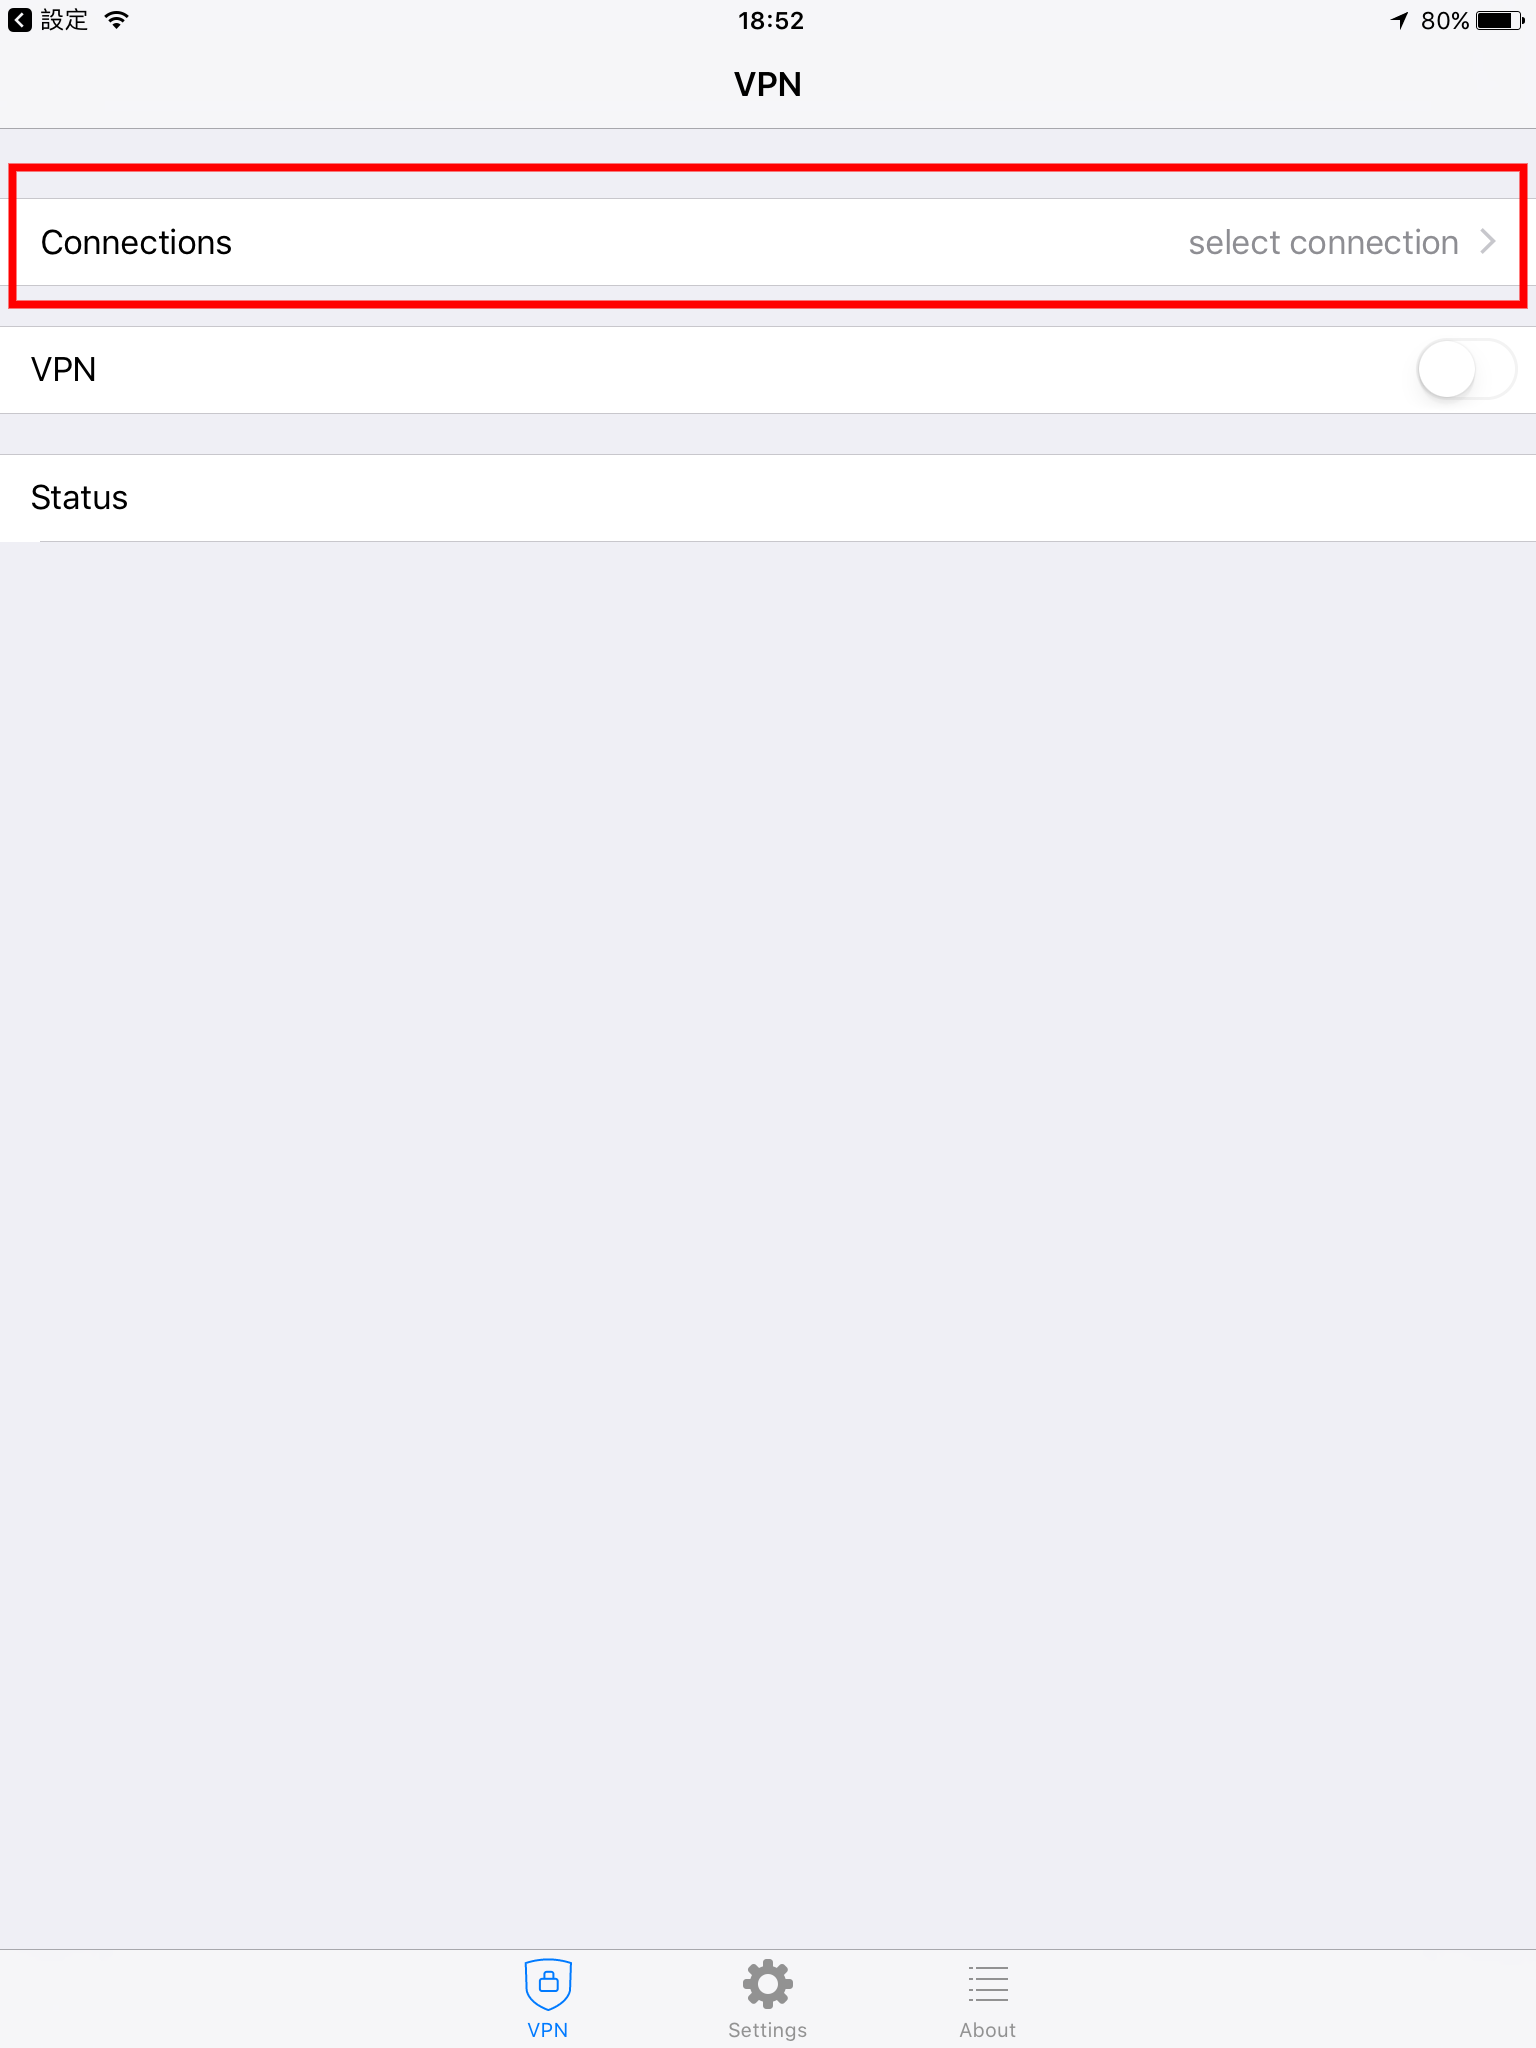 設定 18:52 80%
VPN
Connections select connection
VPN
Status
VPN Settings About